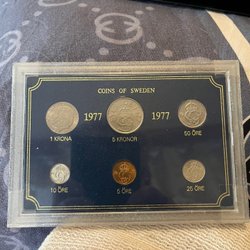 COINS OF SWEDEN
1977 1977
1 KRONA 5 KRONOR 50 ÖRE
10 ÖRE 5 ÖRE 25 ÖRE